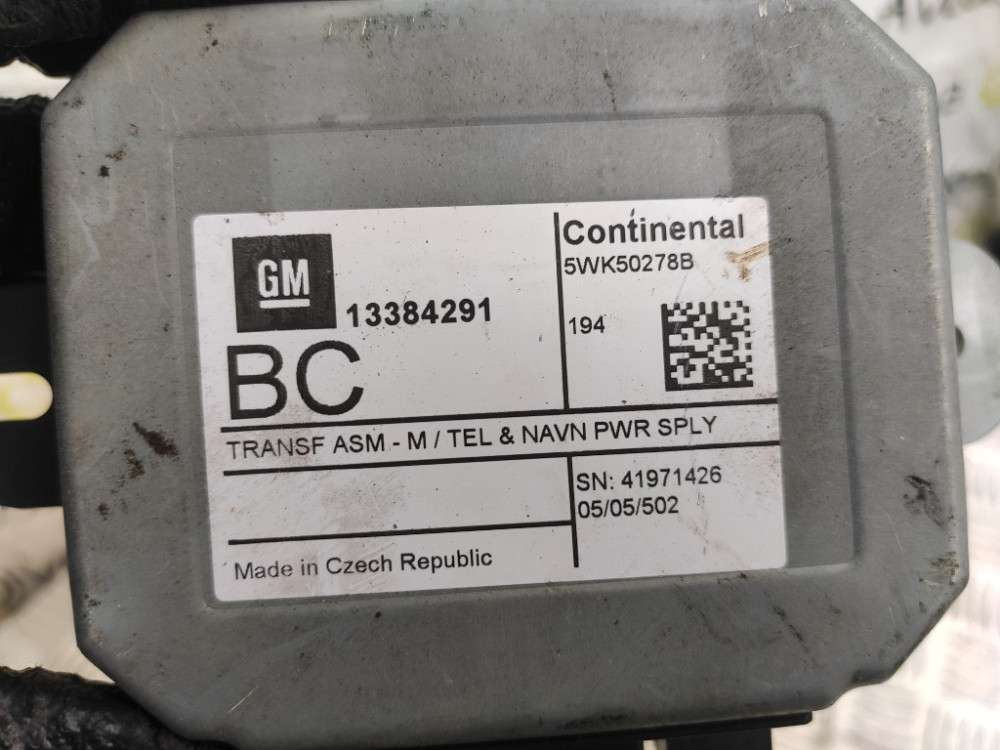 GM
13384291
BC
Continental
5WK50278B
194
TRANSF ASM - M / TEL & NAVN PWR SPLY
SN: 41971426
05/05/502
Made in Czech Republic